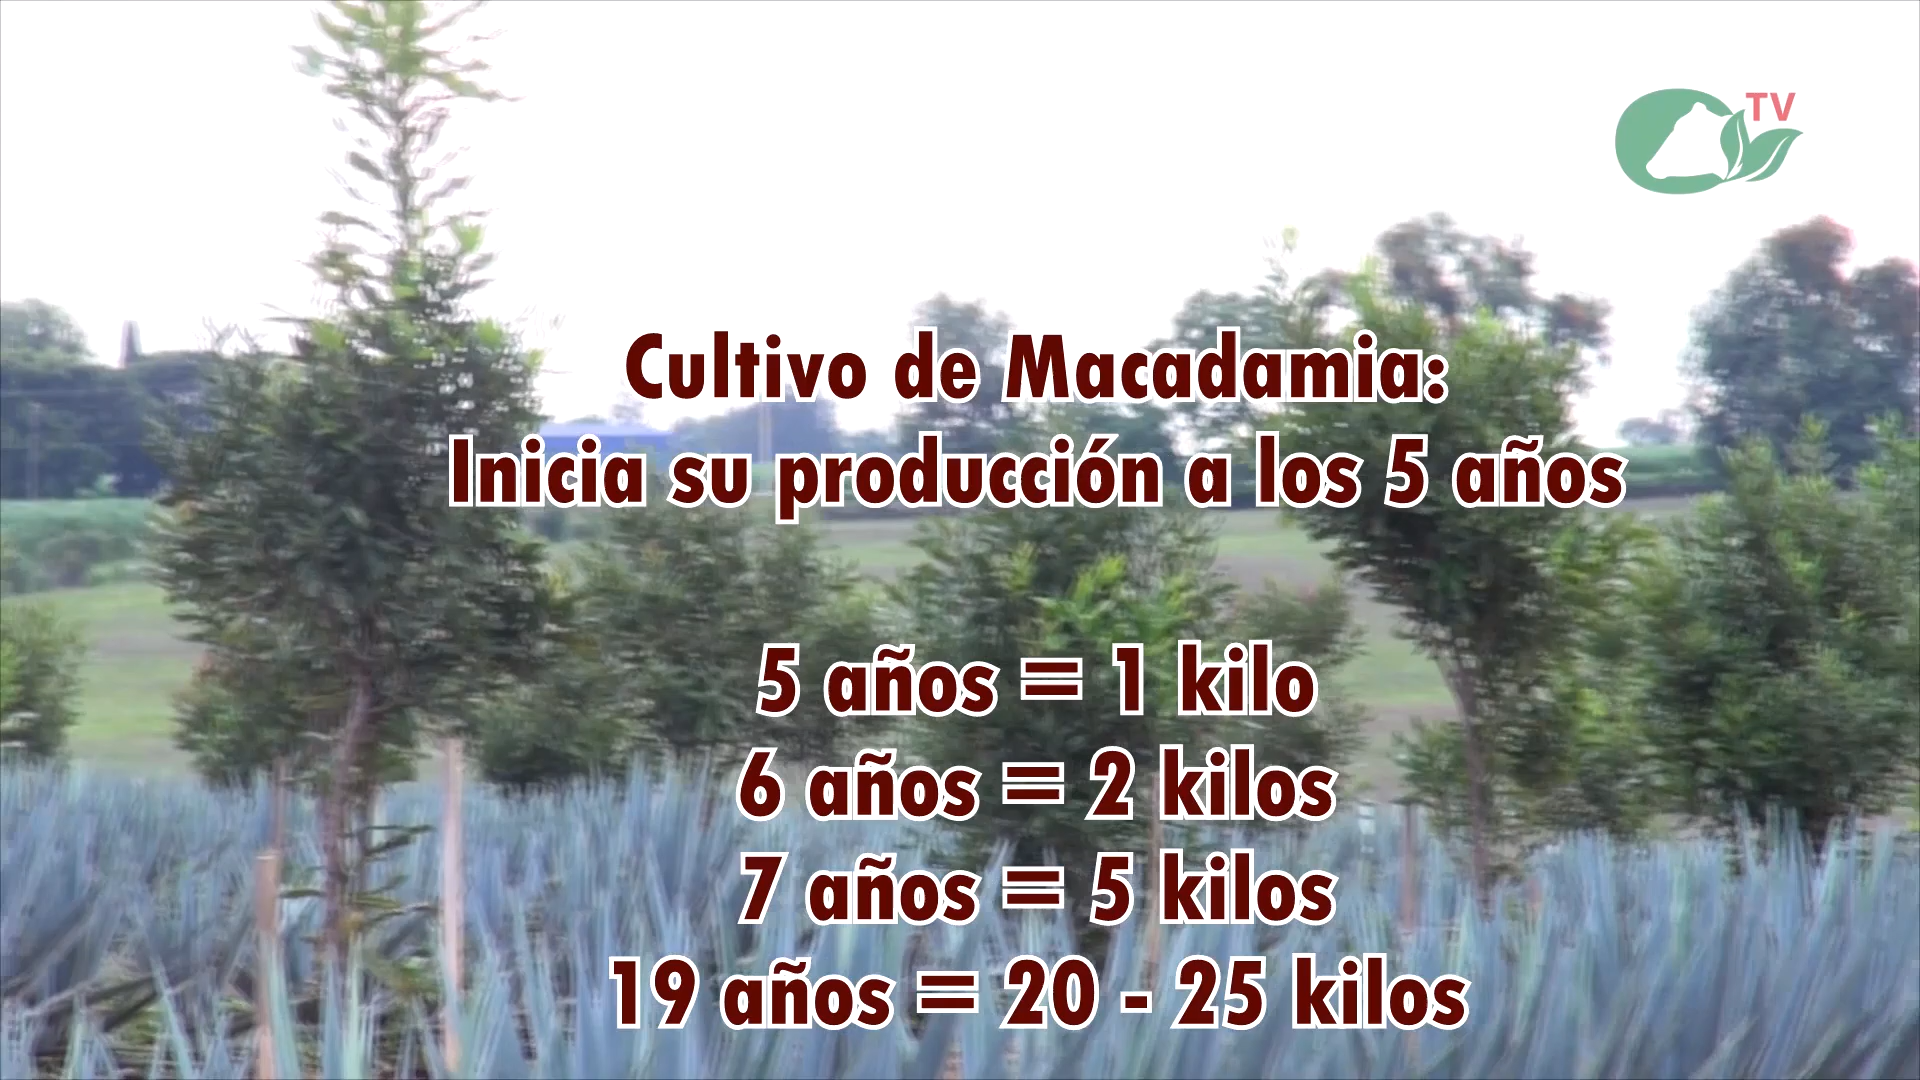 TV
Cultivo de Macadamia:
Inicia su producción a los 5 años
5 años = 1 kilo
6 años = 2 kilos
7 años = 5 kilos
19 años = 20 - 25 kilos